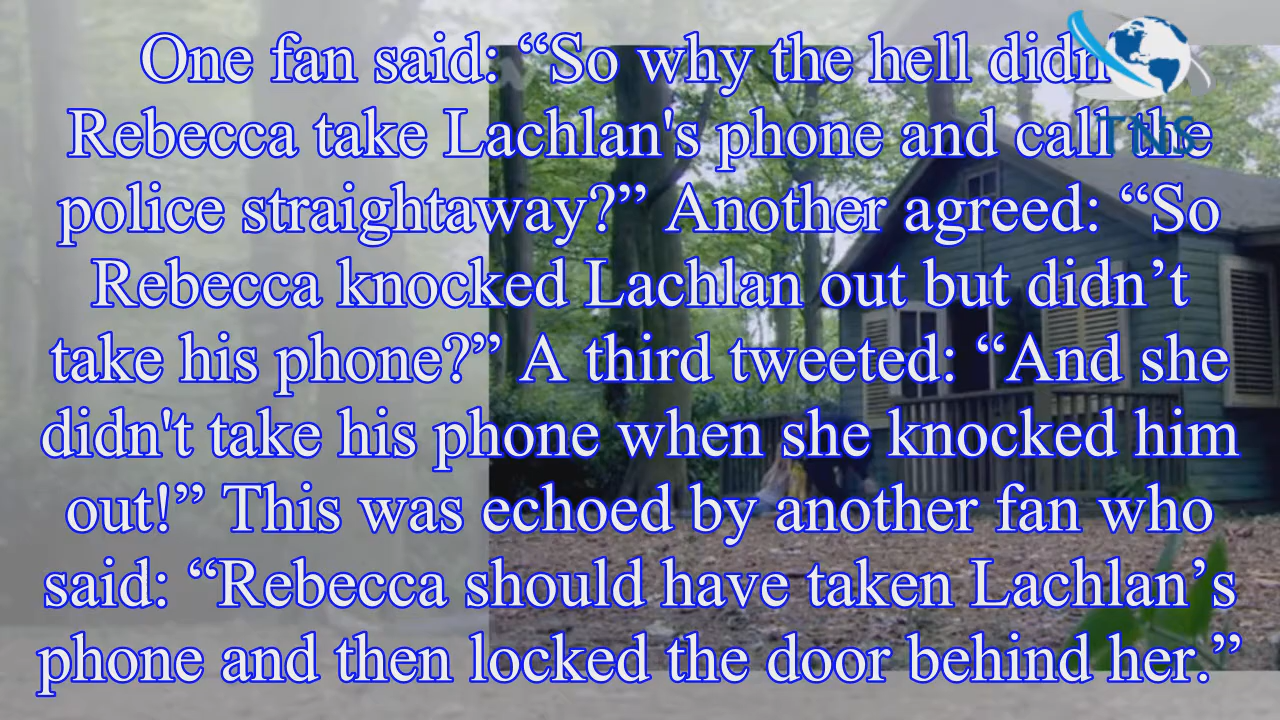 One fan said: “So why the hell didn
Rebecca take Lachlan's phone and call the
police straightaway?” Another agreed: “So
Rebecca knocked Lachlan out but didn’t
take his phone?” A third tweeted: “And she
didn't take his phone when she knocked him
out!” This was echoed by another fan who
said: “Rebecca should have taken Lachlan’s
phone and then locked the door behind her.”
TNS